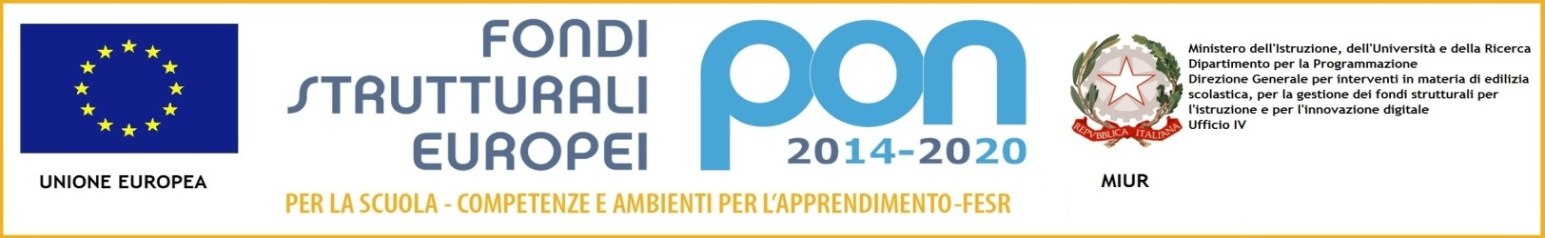 UNIONE EUROPEA
FONDI
STRUTTURALI
EUROPEI
pon
2014-2020
PER LA SCUOLA - COMPETENZE E AMBIENTI PER L'APPRENDIMENTO-FESR
REPVBBLICA ITALIANA
MIUR
Ministero dell'Istruzione, dell'Università e della Ricerca
Dipartimento per la Programmazione
Direzione Generale per interventi in materia di edilizia
scolastica, per la gestione dei fondi strutturali per
l'istruzione e per l'innovazione digitale
Ufficio IV